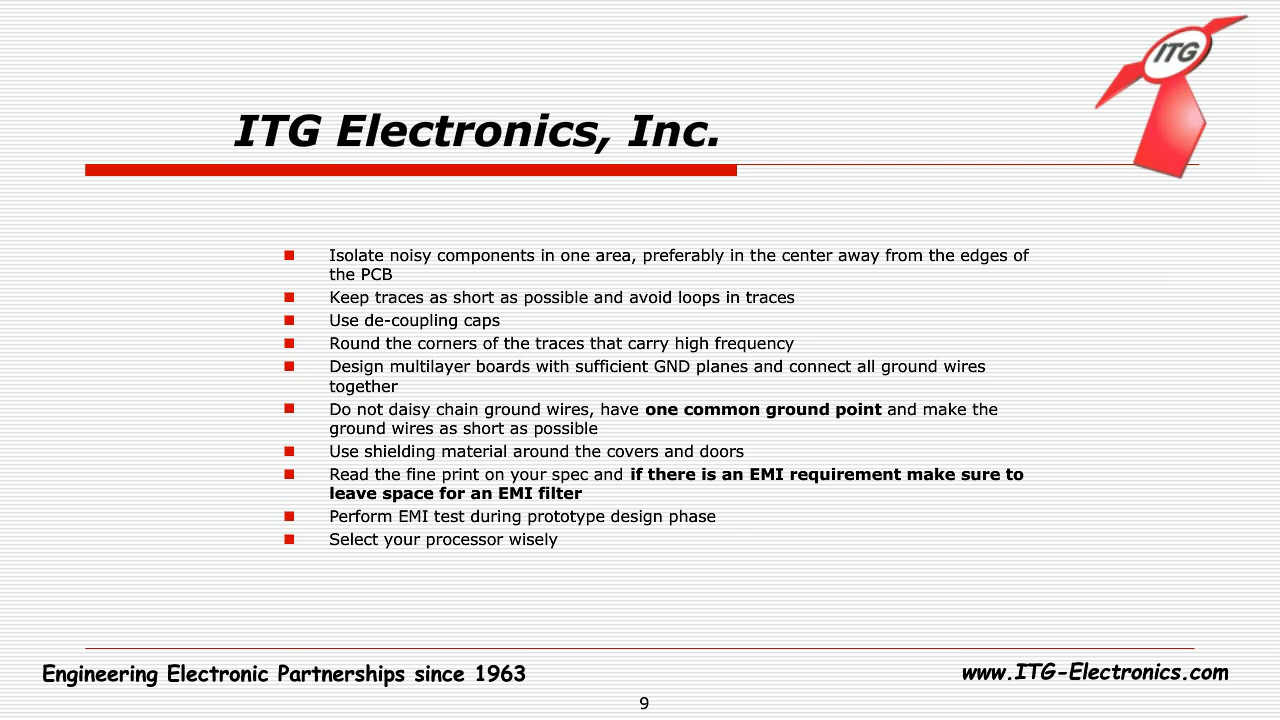 ITG
ITG Electronics, Inc.
Isolate noisy components in one area, preferably in the center away from the edges of
the PCB
Keep traces as short as possible and avoid loops in traces
Use de-coupling caps
Round the corners of the traces that carry high frequency
Design multilayer boards with sufficient GND planes and connect all ground wires
together
Do not daisy chain ground wires, have one common ground point and make the
ground wires as short as possible
Use shielding material around the covers and doors
Read the fine print on your spec and if there is an EMI requirement make sure to
leave space for an EMI filter
Perform EMI test during prototype design phase
Select your processor wisely
Engineering Electronic Partnerships since 1963
www.ITG-Electronics.com
9